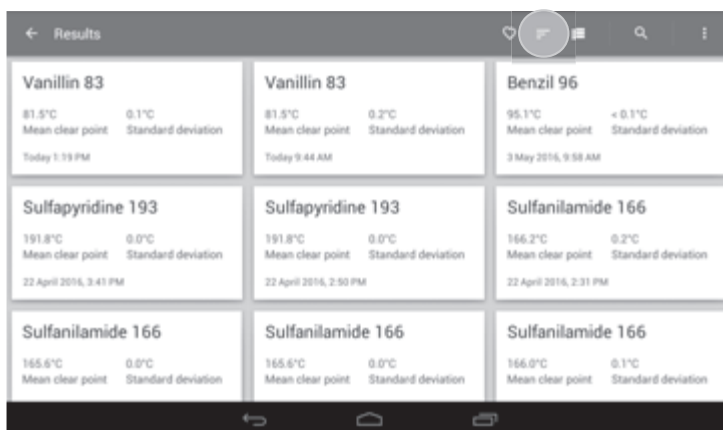 Results
Vanillin 83
81.5°C 0.1°C
Mean clear point Standard deviation
Today 1:19 PM
Vanillin 83
81.5°C 0.2°C
Mean clear point Standard deviation
Today 9:44 AM
Benzil 96
95.1°C < 0.1°C
Mean clear point Standard deviation
3 May 2016, 9:58 AM
Sulfapyridine 193
191.8°C 0.0°C
Mean clear point Standard deviation
22 April 2016, 3:41 PM
Sulfapyridine 193
191.8°C 0.0°C
Mean clear point Standard deviation
22 April 2016, 2:50 PM
Sulfanilamide 166
166.2°C 0.2°C
Mean clear point Standard deviation
22 April 2016, 2:31 PM
Sulfanilamide 166
165.6°C 0.0°C
Mean clear point Standard deviation
Sulfanilamide 166
165.6°C 0.0°C
Mean clear point Standard deviation
Sulfanilamide 166
166.0°C 0.1°C
Mean clear point Standard deviation